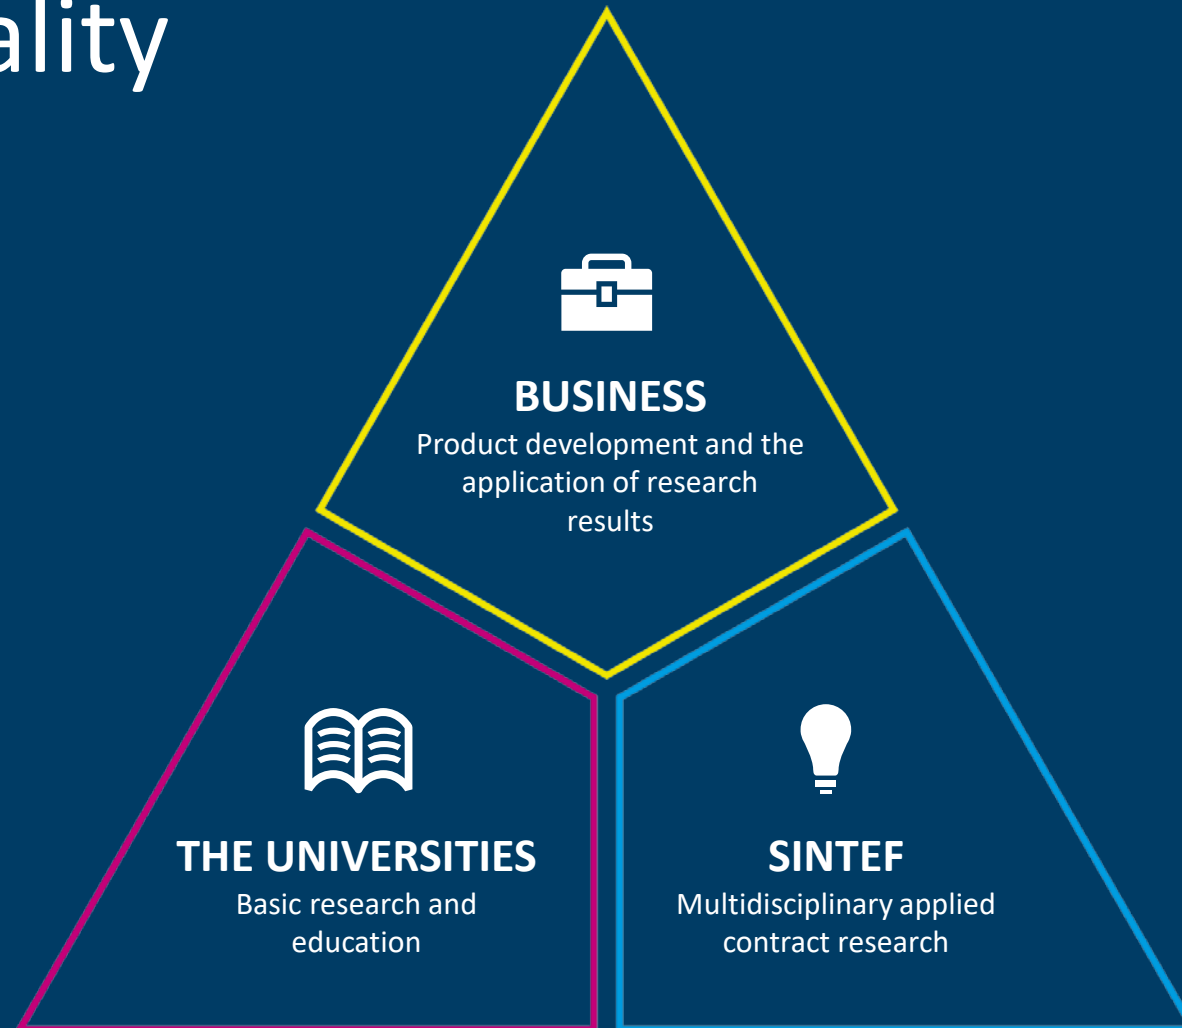 BUSINESS
Product development and the
application of research
results
THE UNIVERSITIES
Basic research and
education
SINTEF
Multidisciplinary applied
contract research